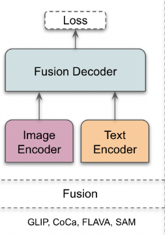 Loss
Fusion Decoder
Image
Encoder
Text
Encoder
Fusion
GLIP, CoCa, FLAVA, SAM